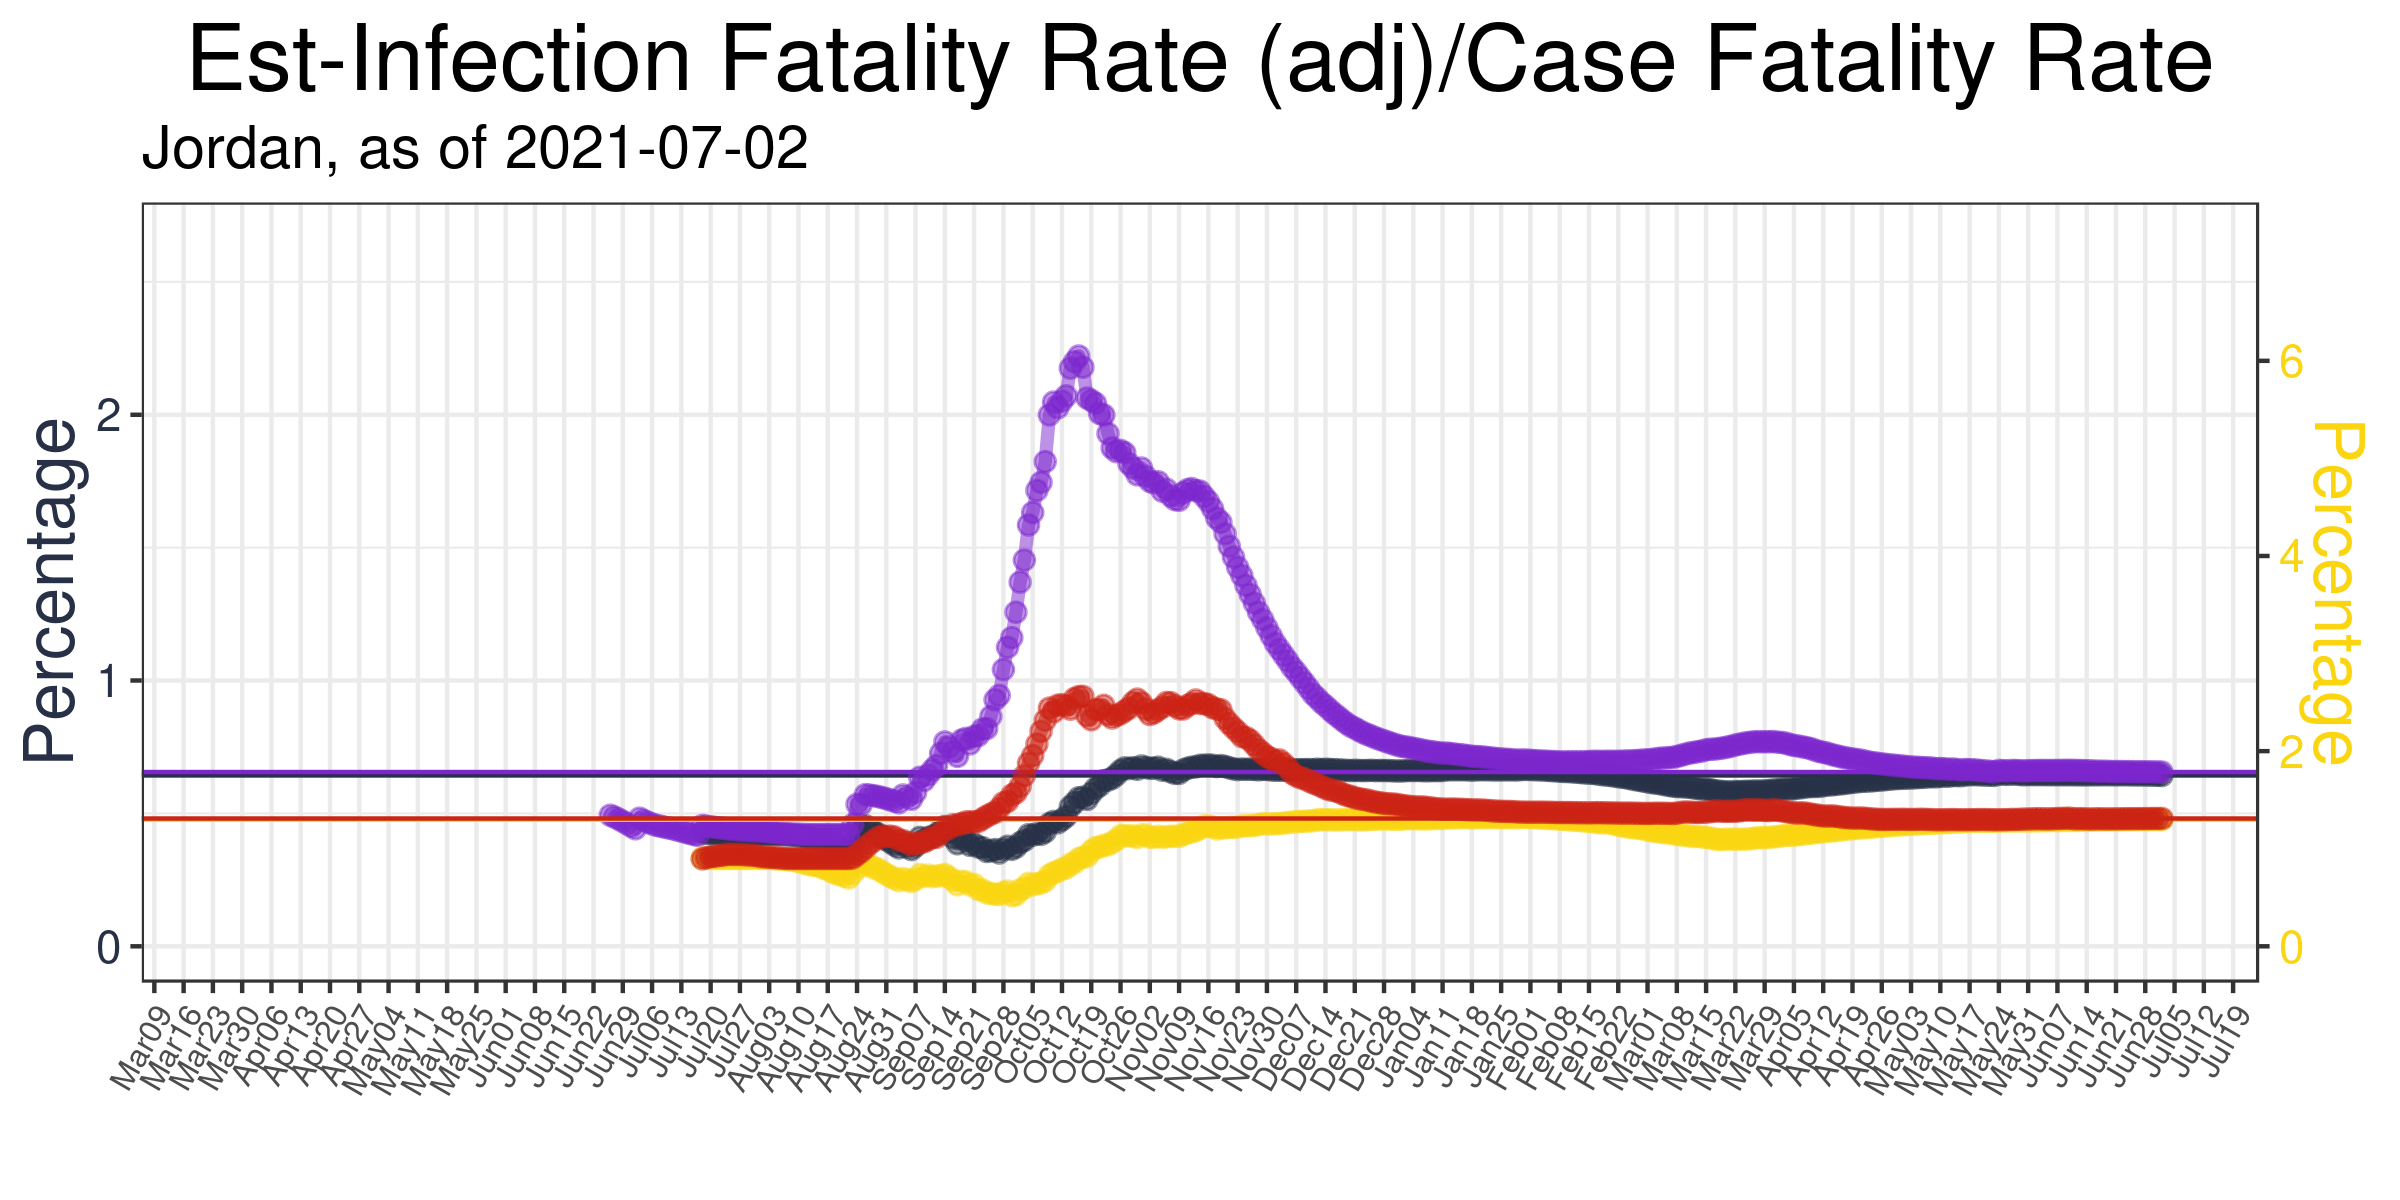 Est-Infection Fatality Rate (adj)/Case Fatality Rate
Jordan, as of 2021-07-02
Percentage
2
1
0
6
4
2
0
Percentage
Mar09
Mar16
Mar23
Mar30
Apr06
Apr13
Apr20
Apr27
May04
May11
May18
May25
Jun01
Jun08
Jun15
Jun22
Jun29
Jul06
Jul13
Jul20
Jul27
Aug03
Aug10
Aug17
Aug24
Aug31
Sep07
Sep14
Sep21
Sep28
Oct05
Oct12
Oct19
Oct26
Nov02
Nov09
Nov16
Nov23
Nov30
Dec07
Dec14
Dec21
Dec28
Jan04
Jan11
Jan18
Jan25
Feb01
Feb08
Feb15
Feb22
Mar01
Mar08
Mar15
Mar22
Mar29
Apr05
Apr12
Apr19
Apr26
May03
May10
May17
May24
May31
Jun07
Jun14
Jun21
Jun28
Jul05
Jul12
Jul19